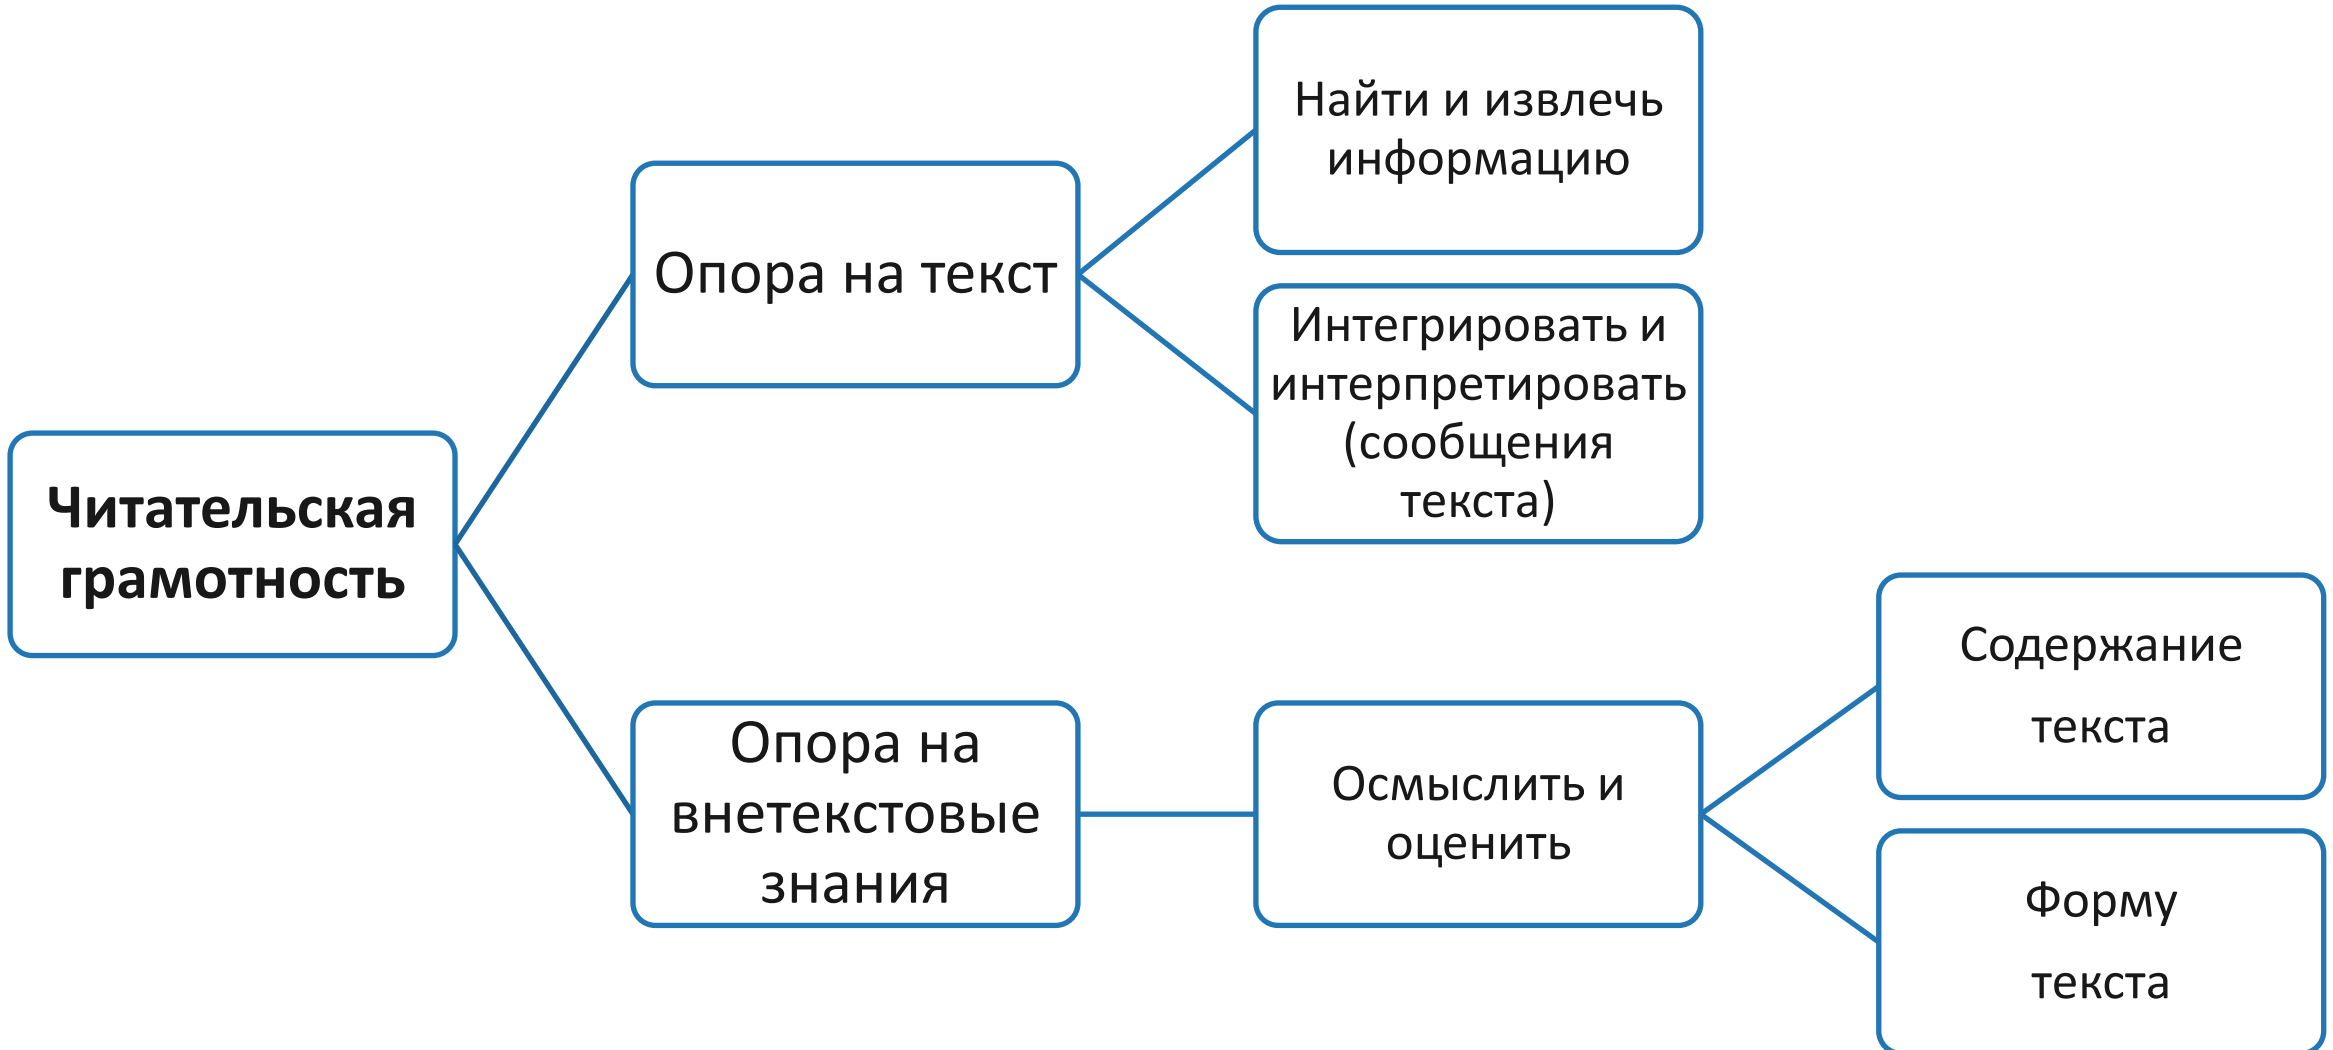 Читательская
грамотность
Опора на текст
Найти и извлечь
информацию
Интегрировать и
интерпретировать
(сообщения
текста)
Опора на
внетекстовые
знания
Осмыслить и
оценить
Содержание
текста
Форму
текста